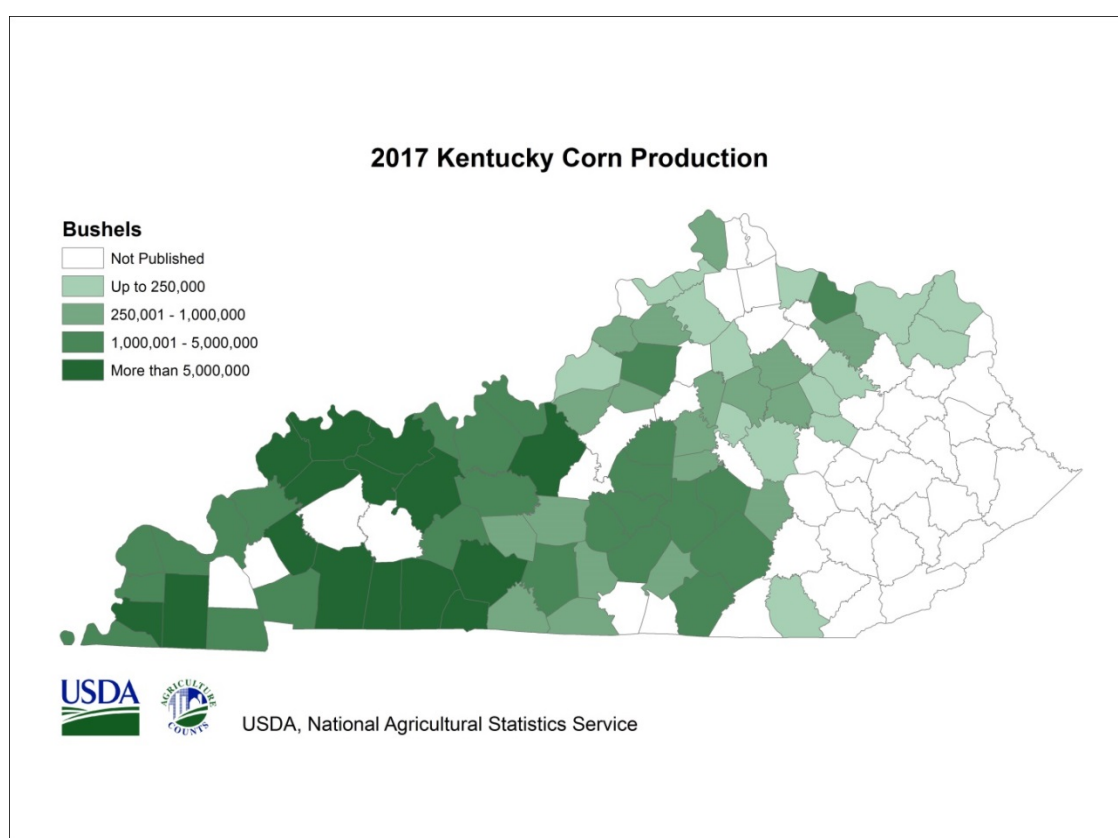 2017 Kentucky Corn Production
Bushels
Not Published
Up to 250,000
250,001 - 1,000,000
1,000,001 - 5,000,000
More than 5,000,000
USDA
AGRICULTURE
COUNTS
USDA, National Agricultural Statistics Service